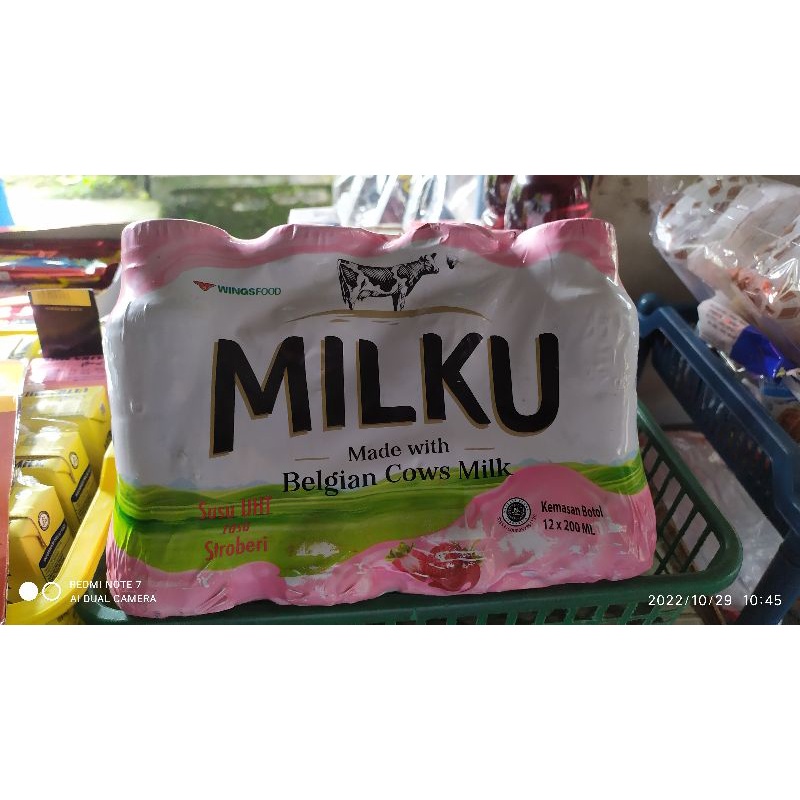 WINGSFOOD
MILKU
Made with
Belgian Cows Milk
Susu UHT
rasa
Stroberi
Kemasan Botol
12 x 200 ML
REDMI NOTE 7
AI DUAL CAMERA
2022/10/29 10:45